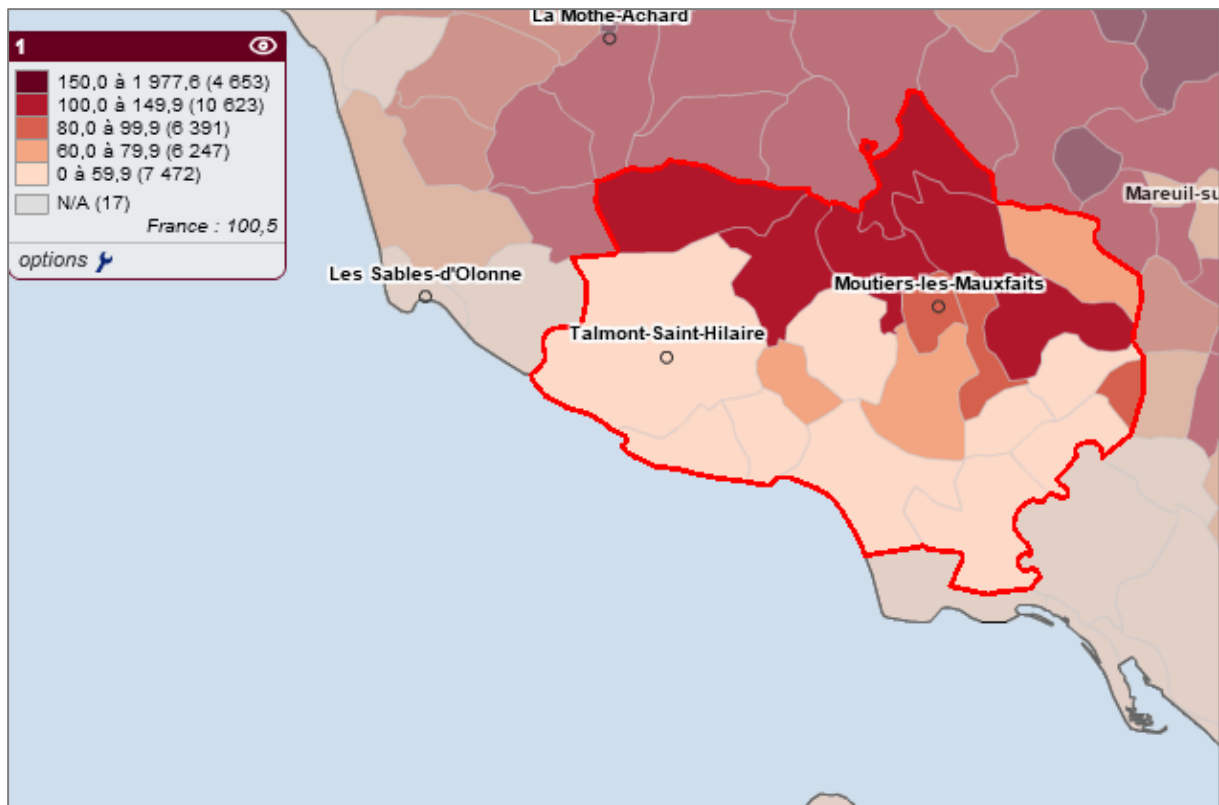 La Mothe-Achard
1
150,0 à 1 977,6 (4 653)
100,0 à 149,9 (10 623)
80,0 à 99,9 (6 391)
60,0 à 79,9 (6 247)
0 à 59,9 (7 472)
N/A (17)
France : 100,5
options
Mareuil-su
Les Sables-d'Olonne
Moutiers-les-Mauxfaits
Talmont-Saint-Hilaire